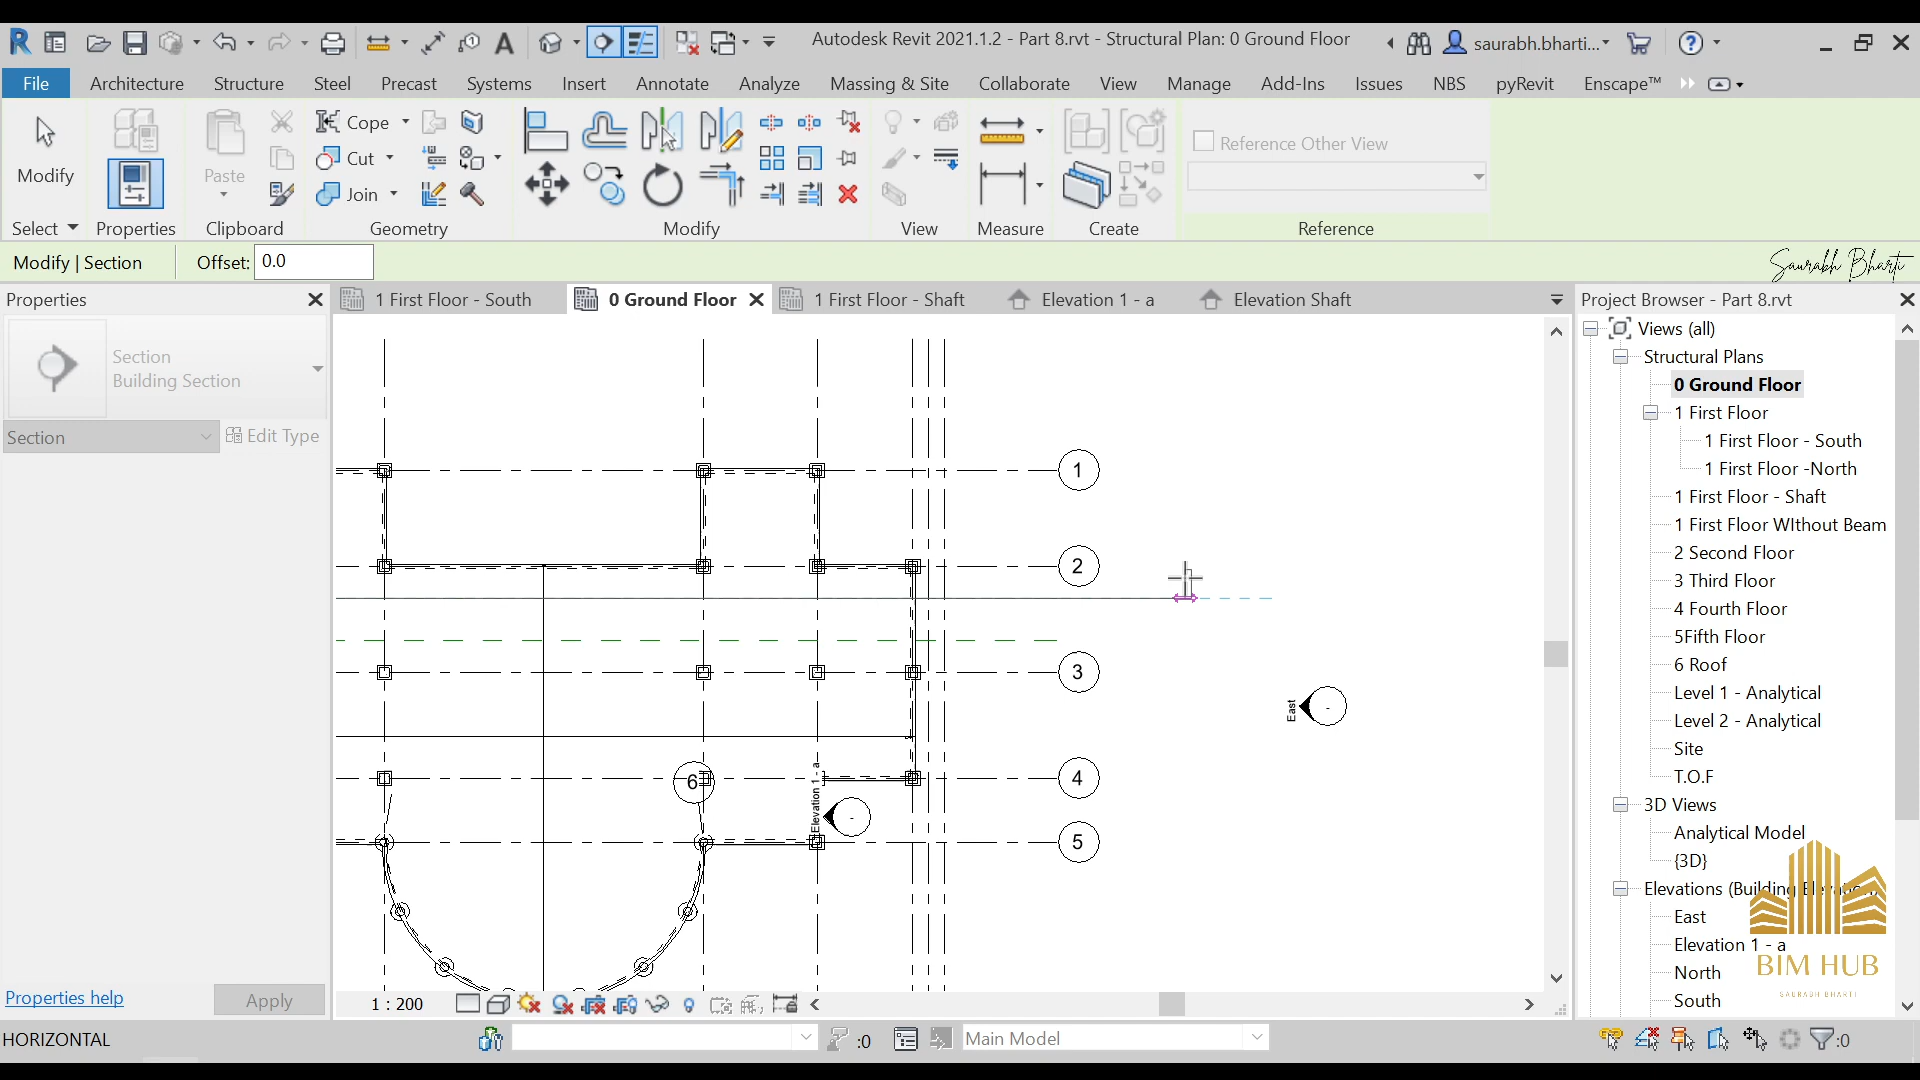 Autodesk Revit 2021.1.2 - Part 8.rvt - Structural Plan: 0 Ground Floor
saurabh.bharti...
File Architecture Structure Steel Precast Systems Insert Annotate Analyze Massing & Site Collaborate View Manage Add-Ins Issues NBS pyRevit Enscape™
Modify
Paste
Cope
Cut
Join
Reference Other View
Select Properties Clipboard Geometry Modify View Measure Create Reference
Modify | Section Offset: 0.0
Saurabh Bharti
Properties
1 First Floor - South
0 Ground Floor
1 First Floor - Shaft
Elevation 1 - a
Elevation Shaft
Project Browser - Part 8.rvt
Section
Building Section
Section
Edit Type
1
2
3
East
-
4
6
Elevation 1 - a
-
5
Views (all)
Structural Plans
0 Ground Floor
1 First Floor
1 First Floor - South
1 First Floor -North
1 First Floor - Shaft
1 First Floor WIthout Beam
2 Second Floor
3 Third Floor
4 Fourth Floor
5Fifth Floor
6 Roof
Level 1 - Analytical
Level 2 - Analytical
Site
T.O.F
3D Views
Analytical Model
{3D}
Elevations (Building Elevation)
East
Elevation 1 - a
North
South
BIM HUB
SAURABH BHARTI
Properties help
Apply
1 : 200
HORIZONTAL
:0
Main Model
:0